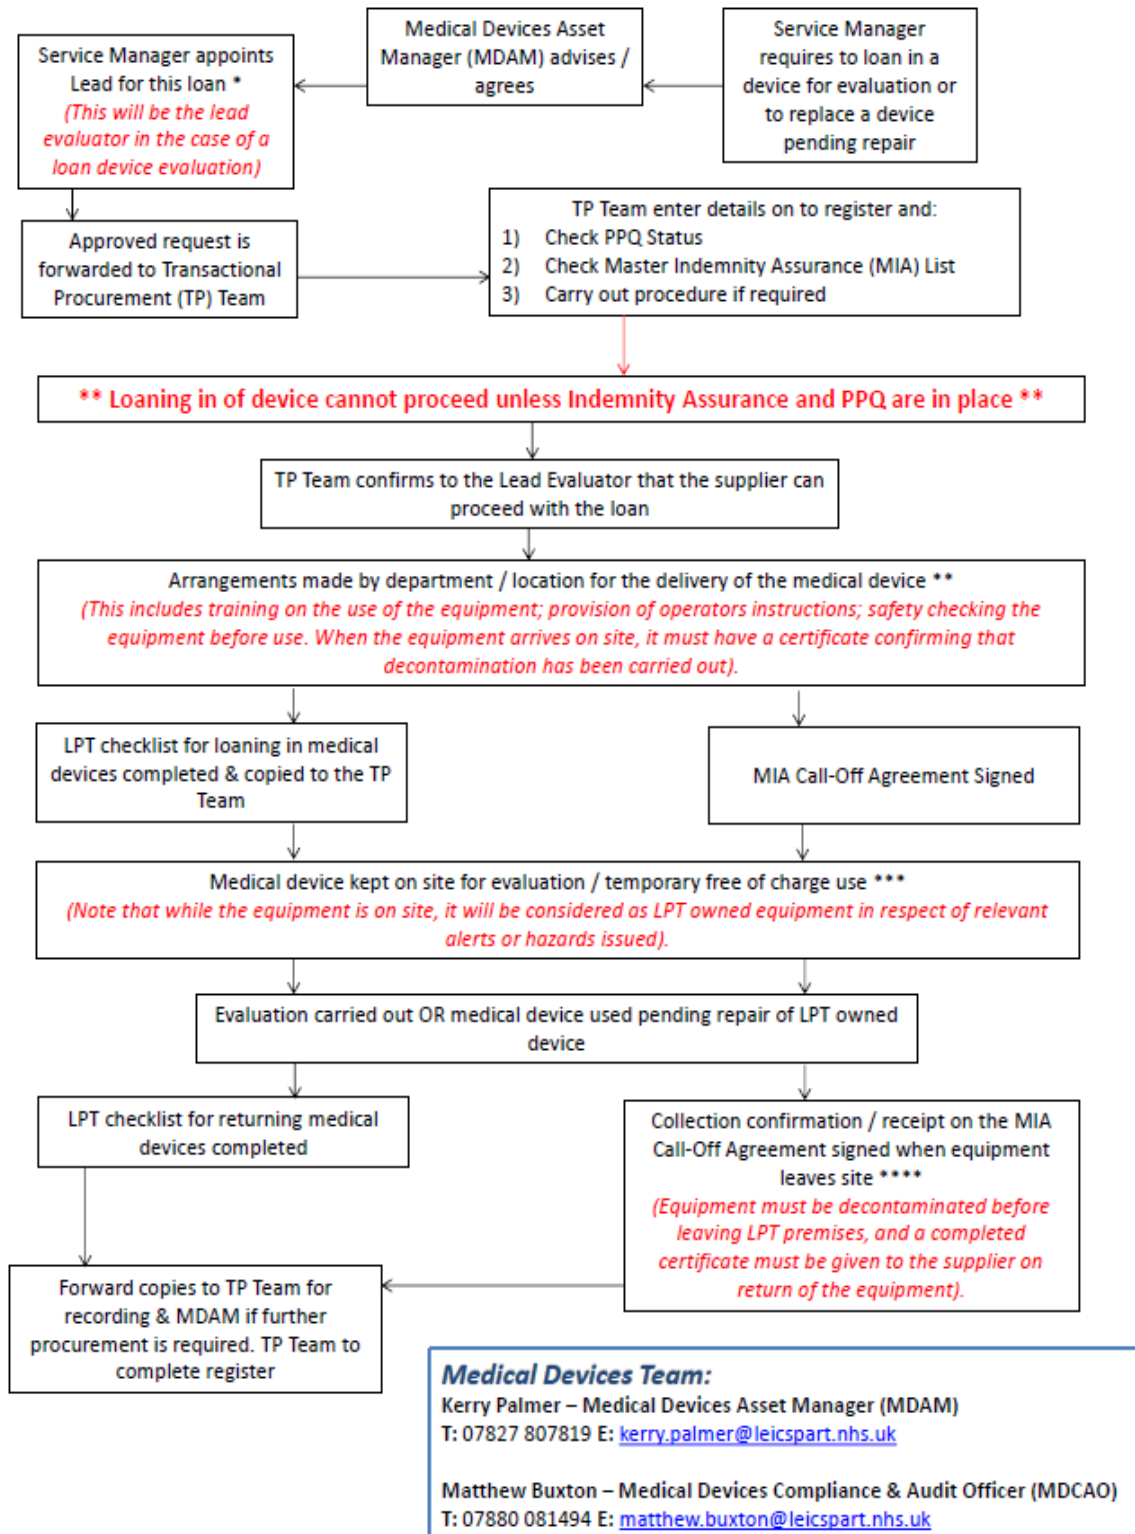 Service Manager
requires to loan in a
device for evaluation or
to replace a device
pending repair
Medical Devices Asset
Manager (MDAM) advises /
agrees
Service Manager appoints
Lead for this loan *
(This will be the lead
evaluator in the case of a
loan device evaluation)
Approved request is
forwarded to Transactional
Procurement (TP) Team
TP Team enter details on to register and:
1) Check PPQ Status
2) Check Master Indemnity Assurance (MIA) List
3) Carry out procedure if required
** Loaning in of device cannot proceed unless Indemnity Assurance and PPQ are in place **
TP Team confirms to the Lead Evaluator that the supplier can
proceed with the loan
Arrangements made by department / location for the delivery of the medical device **
(This includes training on the use of the equipment; provision of operators instructions; safety checking the
equipment before use. When the equipment arrives on site, it must have a certificate confirming that
decontamination has been carried out).
LPT checklist for loaning in medical
devices completed & copied to the TP
Team
MIA Call-Off Agreement Signed
Medical device kept on site for evaluation / temporary free of charge use ***
(Note that while the equipment is on site, it will be considered as LPT owned equipment in respect of relevant
alerts or hazards issued).
Evaluation carried out OR medical device used pending repair of LPT owned
device
LPT checklist for returning medical
devices completed
Collection confirmation / receipt on the MIA
Call-Off Agreement signed when equipment
leaves site ****
(Equipment must be decontaminated before
leaving LPT premises, and a completed
certificate must be given to the supplier on
return of the equipment).
Forward copies to TP Team for
recording & MDAM if further
procurement is required. TP Team to
complete register
Medical Devices Team:
Kerry Palmer – Medical Devices Asset Manager (MDAM)
T: 07827 807819 E: kerry.palmer@leicspart.nhs.uk
Matthew Buxton – Medical Devices Compliance & Audit Officer (MDCAO)
T: 07880 081494 E: matthew.buxton@leicspart.nhs.uk